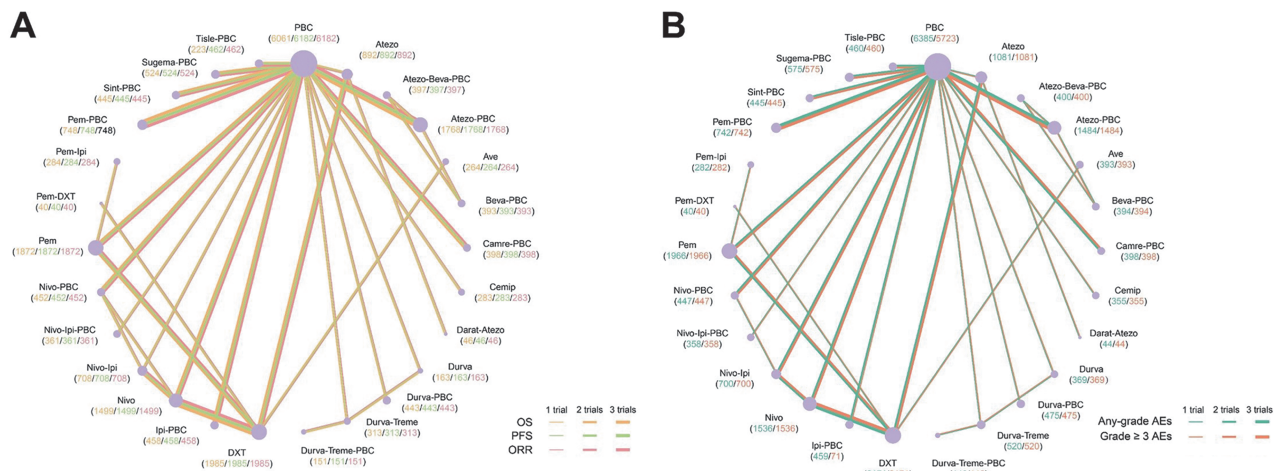 A
PBC
(6061/6182/6182)
Tisle-PBC
(223/462/462)
Sugema-PBC
(524/524/524)
Sint-PBC
(445/445/445)
Pem-PBC
(748/748/748)
Pem-Ipi
(284/284/284)
Pem-DXT
(40/40/40)
Pem
(1872/1872/1872)
Nivo-PBC
(452/452/452)
Nivo-Ipi-PBC
(361/361/361)
Nivo-Ipi
(708/708/708)
Nivo
(1499/1499/1499)
Ipi-PBC
(458/458/458)
DXT
(1985/1985/1985)
Durva-Treme-PBC
(151/151/151)
Durva-Treme
(313/313/313)
Durva-PBC
(443/443/443)
Durva
(163/163/163)
Darat-Atezo
(46/46/46)
Cemip
(283/283/283)
Camre-PBC
(398/398/398)
Beva-PBC
(393/393/393)
Ave
(264/264/264)
Atezo-PBC
(1768/1768/1768)
Atezo-Beva-PBC
(397/397/397)
Atezo
(892/892/892)
1 trial 2 trials 3 trials
OS
PFS
ORR
B
PBC
(6385/5723)
Tisle-PBC
(460/460)
Sugema-PBC
(575/575)
Sint-PBC
(445/445)
Pem-PBC
(742/742)
Pem-Ipi
(282/282)
Pem-DXT
(40/40)
Pem
(1966/1966)
Nivo-PBC
(447/447)
Nivo-Ipi-PBC
(358/358)
Nivo-Ipi
(700/700)
Nivo
(1536/1536)
Ipi-PBC
(459/71)
DXT
Durva-Treme-PBC
Durva-Treme
(520/520)
Durva-PBC
(475/475)
Durva
(369/369)
Darat-Atezo
(44/44)
Cemip
(355/355)
Camre-PBC
(398/398)
Beva-PBC
(394/394)
Ave
(393/393)
Atezo-PBC
(1484/1484)
Atezo-Beva-PBC
(400/400)
Atezo
(1081/1081)
1 trial 2 trials 3 trials
Any-grade AEs
Grade ≥ 3 AEs